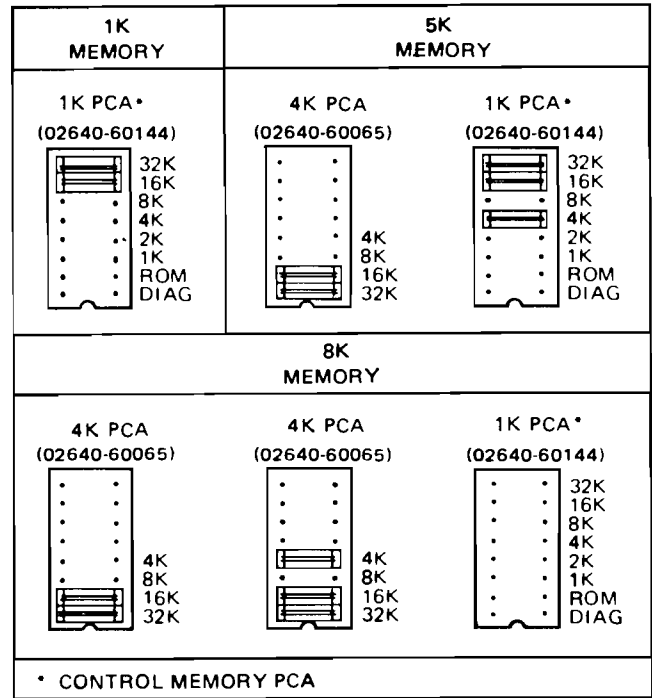 1K
MEMORY
5K
MEMORY
1K PCA*
(02640-60144)
32K
16K
8K
4K
2K
1K
ROM
DIAG
4K PCA
(02640-60065)
4K
8K
16K
32K
1K PCA*
(02640-60144)
32K
16K
8K
4K
2K
1K
ROM
DIAG
8K
MEMORY
4K PCA
(02640-60065)
4K
8K
16K
32K
4K PCA
(02640-60065)
4K
8K
16K
32K
1K PCA*
(02640-60144)
32K
16K
8K
4K
2K
1K
ROM
DIAG
* CONTROL MEMORY PCA